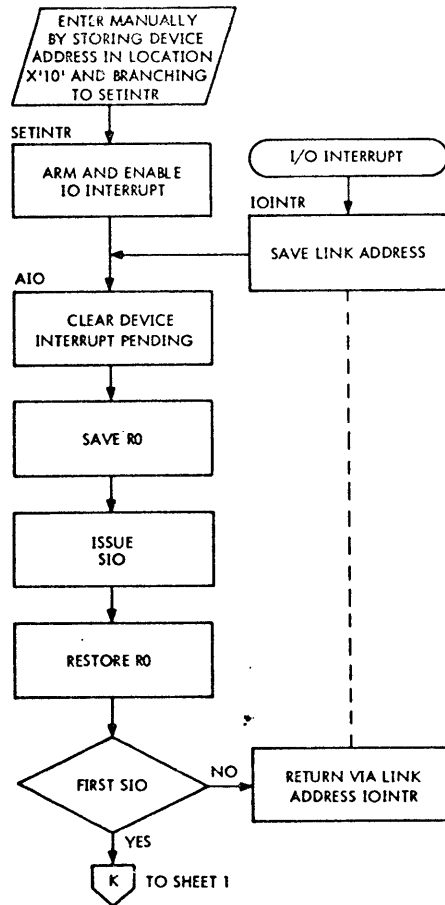 ENTER MANUALLY
BY STORING DEVICE
ADDRESS IN LOCATION
X'10' AND BRANCHING
TO SETINTR
SETINTR
ARM AND ENABLE
IO INTERRUPT
I/O INTERRUPT
IOINTR
SAVE LINK ADDRESS
AIO
CLEAR DEVICE
INTERRUPT PENDING
SAVE R0
ISSUE
SIO
RESTORE R0
FIRST SIO
NO
RETURN VIA LINK
ADDRESS IOINTR
YES
K TO SHEET 1